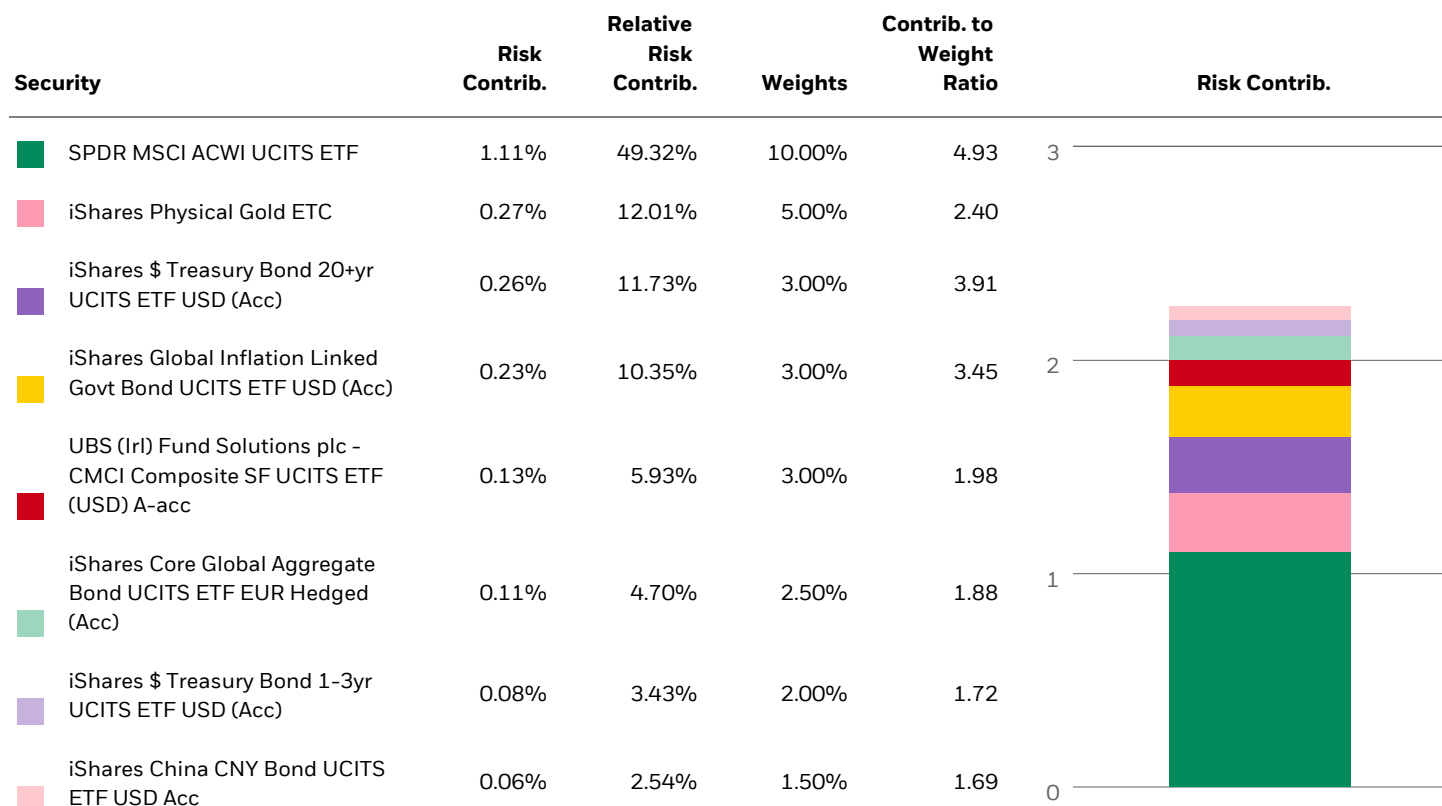 Security
Risk
Contrib.
Relative
Risk
Contrib.
Weights
Contrib. to
Weight
Ratio
Risk Contrib.
SPDR MSCI ACWI UCITS ETF
1.11% 49.32% 10.00% 4.93
iShares Physical Gold ETC
0.27% 12.01% 5.00% 2.40
iShares $ Treasury Bond 20+yr
UCITS ETF USD (Acc)
0.26% 11.73% 3.00% 3.91
iShares Global Inflation Linked
Govt Bond UCITS ETF USD (Acc)
0.23% 10.35% 3.00% 3.45
UBS (Irl) Fund Solutions plc -
CMCI Composite SF UCITS ETF
(USD) A-acc
0.13% 5.93% 3.00% 1.98
iShares Core Global Aggregate
Bond UCITS ETF EUR Hedged
(Acc)
0.11% 4.70% 2.50% 1.88
iShares $ Treasury Bond 1-3yr
UCITS ETF USD (Acc)
0.08% 3.43% 2.00% 1.72
iShares China CNY Bond UCITS
ETF USD Acc
0.06% 2.54% 1.50% 1.69
3
2
1
0